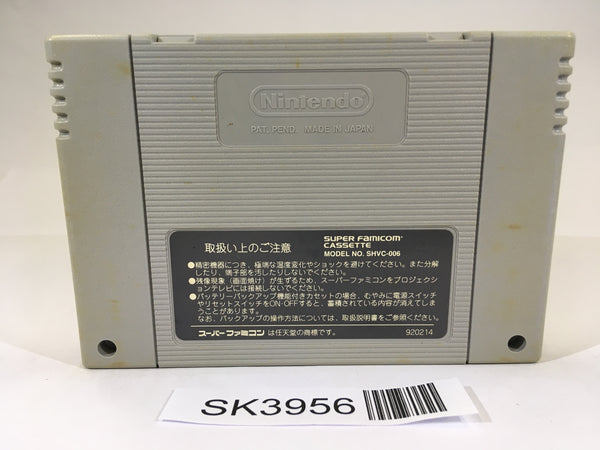 Nintendo
PAT. PEND. MADE IN JAPAN
取扱い上のご注意
SUPER FAMICOM
CASSETTE
MODEL NO. SHVC-006
●精密機器につき、極端な温度変化やショックを避けてください。また分解
したり、端子部を汚したりしないでください。
●残像現象（画面焼け）が生ずるため、スーパーファミコンをプロジェクシ
ョンテレビには接続しないでください。
●バッテリーバックアップ機能付きカセットの場合、むやみに電源スイッチ
やリセットスイッチをON・OFFすると、蓄積されている内容が消えてしま
うことがあります。
なお、バックアップの操作方法については、取扱説明書をご参照ください。
スーパーファミコン は任天堂の商標です。
920214
SK3956